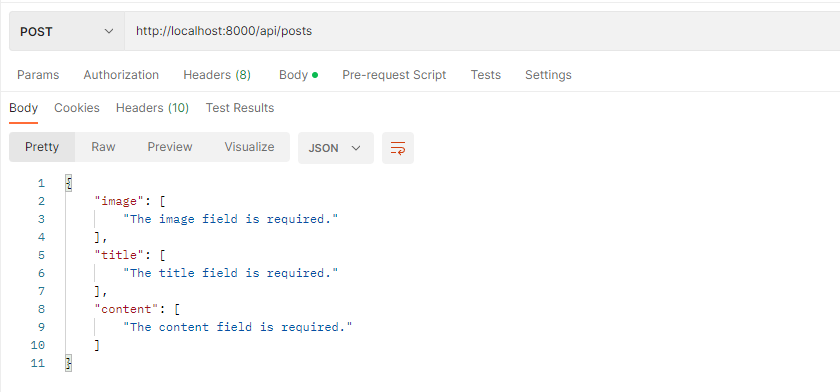 POST http://localhost:8000/api/posts
Params Authorization Headers (8) Body Pre-request Script Tests Settings
Body Cookies Headers (10) Test Results
Pretty Raw Preview Visualize JSON
1 {
2 "image": [
3 "The image field is required."
4 ],
5 "title": [
6 "The title field is required."
7 ],
8 "content": [
9 "The content field is required."
10 ]
11 }